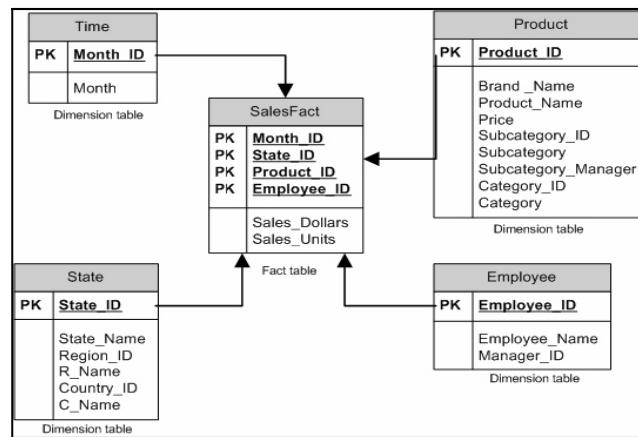 Time
PK Month_ID
Month
Dimension table
Product
PK Product_ID
Brand _Name
Product_Name
Price
Subcategory_ID
Subcategory
Subcategory_Manager
Category_ID
Category
Dimension table
SalesFact
PK Month_ID
PK State_ID
PK Product_ID
PK Employee_ID
Sales_Dollars
Sales_Units
Fact table
State
PK State_ID
State_Name
Region_ID
R_Name
Country_ID
C_Name
Dimension table
Employee
PK Employee_ID
Employee_Name
Manager_ID
Dimension table